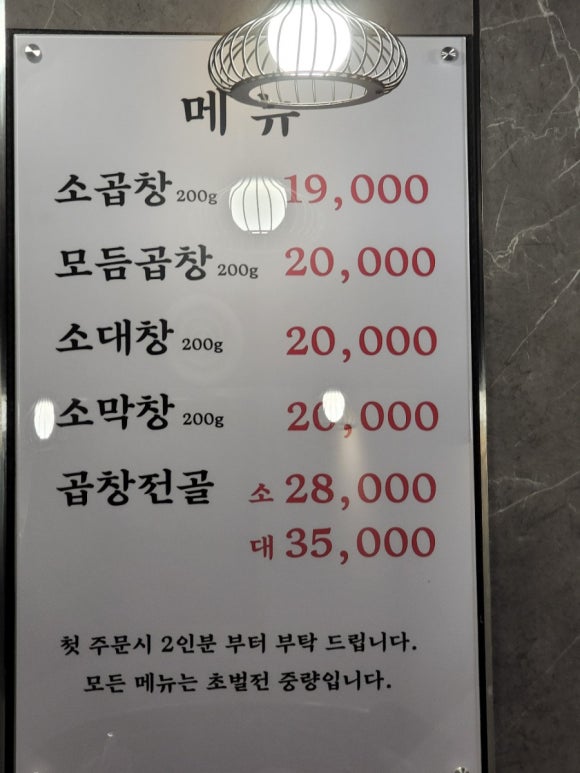 메뉴
소곱창 200g 19,000
모듬곱창 200g 20,000
소대창 200g 20,000
소막창 200g 20,000
곱창전골 소 28,000
대 35,000
첫 주문시 2인분 부터 부탁 드립니다.
모든 메뉴는 초벌전 중량입니다.